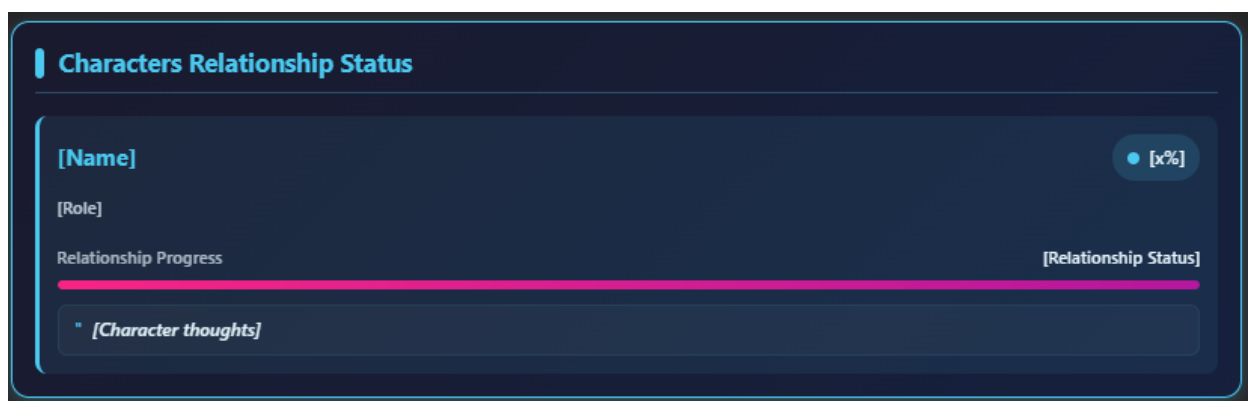 Characters Relationship Status
[Name]
[x%]
[Role]
Relationship Progress
[Relationship Status]
" [Character thoughts]